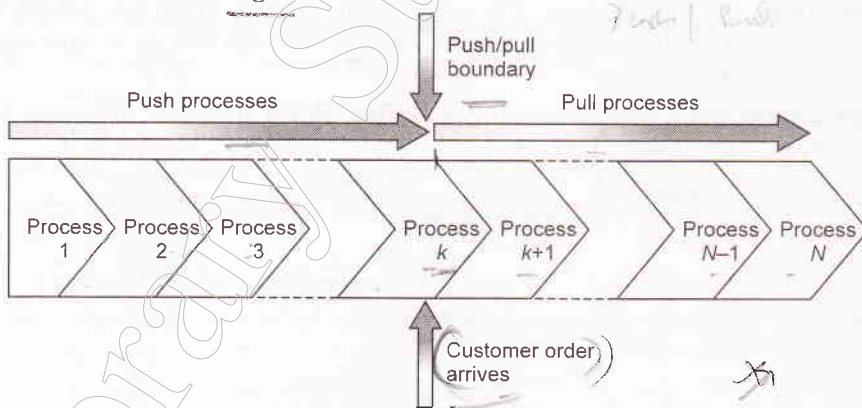 Push/pull
boundary
Push processes
Pull processes
Process
1
Process
2
Process
3
Process
k
Process
k+1
Process
N–1
Process
N
Customer order
arrives